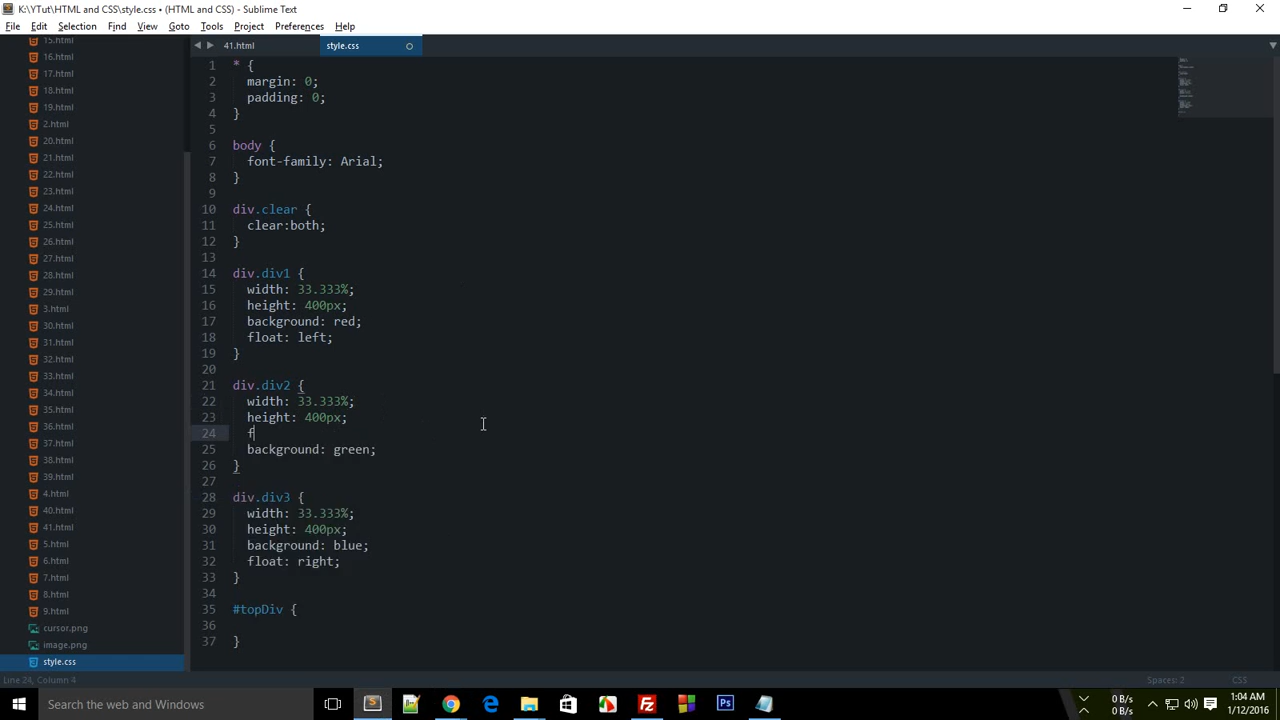 K:\YTut\HTML and CSS\style.css • (HTML and CSS) - Sublime Text
File Edit Selection Find View Goto Tools Project Preferences Help
15.html
16.html
17.html
18.html
19.html
2.html
20.html
21.html
22.html
23.html
24.html
25.html
26.html
27.html
28.html
29.html
3.html
30.html
31.html
32.html
33.html
34.html
35.html
36.html
37.html
38.html
39.html
4.html
40.html
41.html
5.html
6.html
7.html
8.html
9.html
cursor.png
image.png
style.css
41.html style.css
1 * {
2 margin: 0;
3 padding: 0;
4 }
5
6 body {
7 font-family: Arial;
8 }
9
10 div.clear {
11 clear:both;
12 }
13
14 div.div1 {
15 width: 33.333%;
16 height: 400px;
17 background: red;
18 float: left;
19 }
20
21 div.div2 {
22 width: 33.333%;
23 height: 400px;
24 f
25 background: green;
26 }
27
28 div.div3 {
29 width: 33.333%;
30 height: 400px;
31 background: blue;
32 float: right;
33 }
34
35 #topDiv {
36
37 }
Line 24, Column 4 Spaces: 2 CSS
Search the web and Windows
0 B/s
0 B/s
1:04 AM
1/12/2016